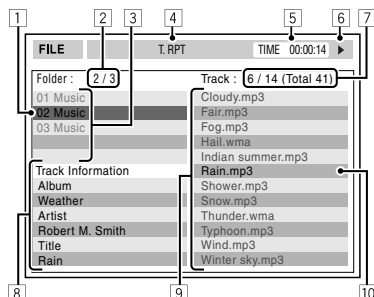 1 2 3 4 5 6 7
FILE T. RPT TIME 00:00:14
Folder : 2 / 3 Track : 6 / 14 (Total 41)
01 Music
02 Music
03 Music
Track Information
Album
Weather
Artist
Robert M. Smith
Title
Rain
Cloudy.mp3
Fair.mp3
Fog.mp3
Hail.wma
Indian summer.mp3
Rain.mp3
Shower.mp3
Snow.mp3
Thunder.wma
Typhoon.mp3
Wind.mp3
Winter sky.mp3
8 9 10